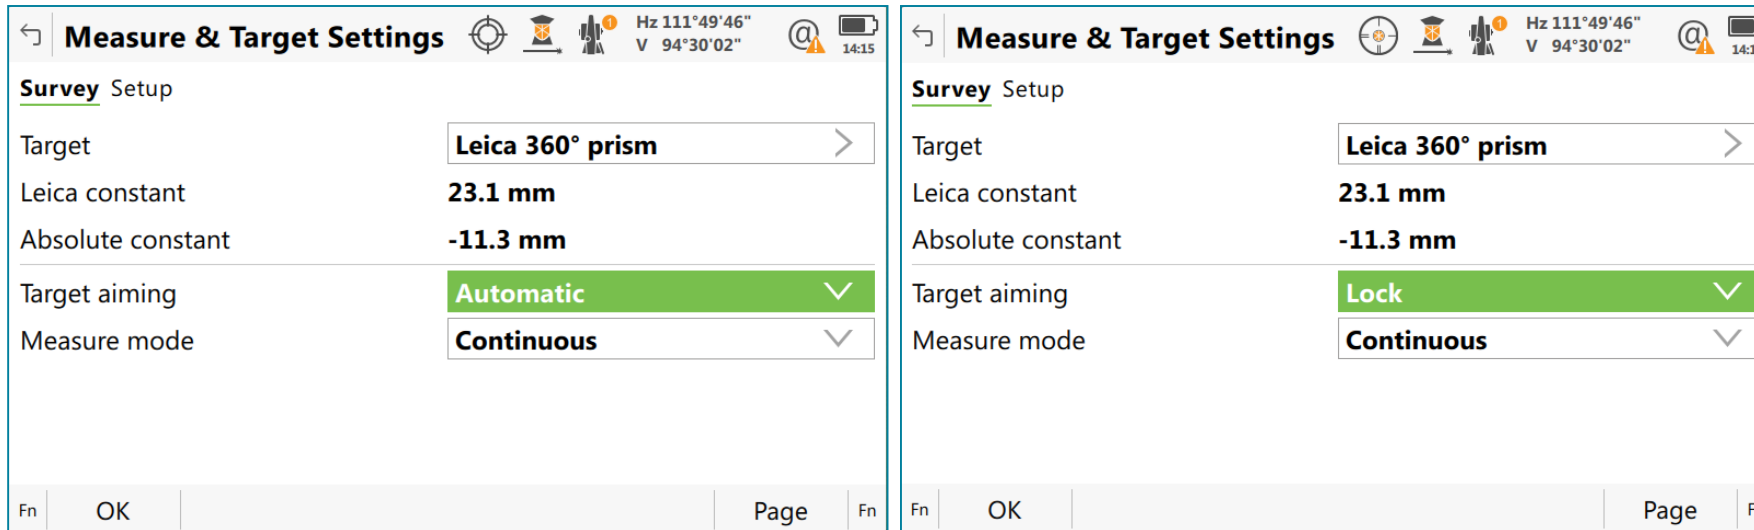 Measure & Target Settings
1
Hz 111°49'46"
V 94°30'02"
@
14:15
Survey Setup
Target Leica 360° prism
Leica constant 23.1 mm
Absolute constant -11.3 mm
Target aiming Automatic
Measure mode Continuous
Fn OK Page Fn
Measure & Target Settings
1
Hz 111°49'46"
V 94°30'02"
@
Survey Setup
Target Leica 360° prism
Leica constant 23.1 mm
Absolute constant -11.3 mm
Target aiming Lock
Measure mode Continuous
Fn OK Page